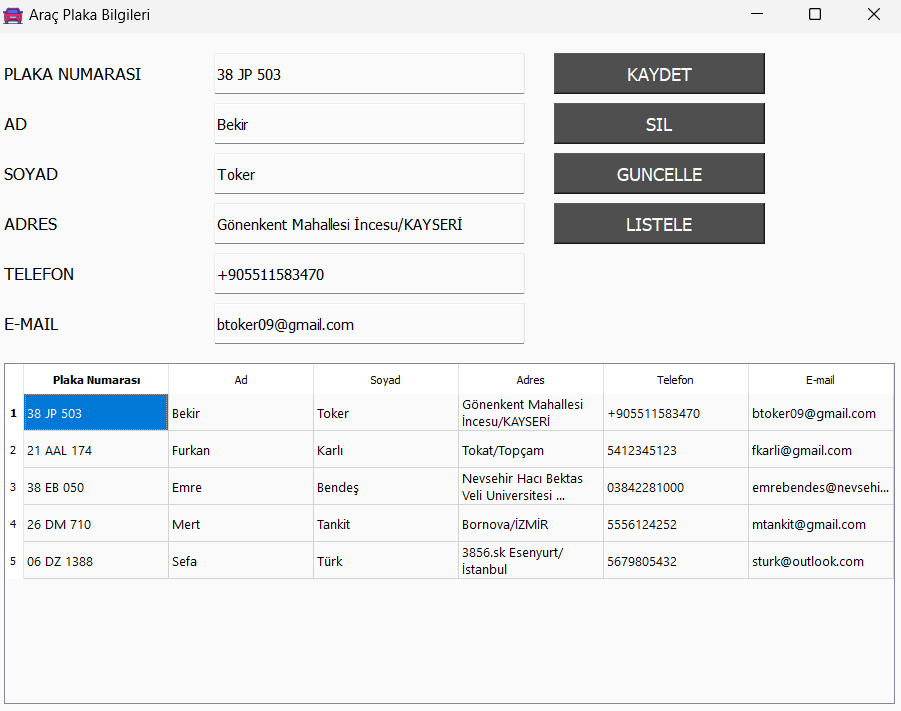 Araç Plaka Bilgileri
PLAKA NUMARASI
38 JP 503
KAYDET
AD
Bekir
SIL
SOYAD
Toker
GUNCELLE
ADRES
Gönenkent Mahallesi İncesu/KAYSERİ
LISTELE
TELEFON
+905511583470
E-MAIL
btoker09@gmail.com
Plaka Numarası Ad Soyad Adres Telefon E-mail
1 38 JP 503 Bekir Toker Gönenkent Mahallesi
İncesu/KAYSERİ +905511583470 btoker09@gmail.com
2 21 AAL 174 Furkan Karlı Tokat/Topçam 5412345123 fkarli@gmail.com
3 38 EB 050 Emre Bendeş Nevsehir Hacı Bektas
Veli Universitesi ... 03842281000 emrebendes@nevsehi...
4 26 DM 710 Mert Tankit Bornova/İZMİR 5556124252 mtankit@gmail.com
5 06 DZ 1388 Sefa Türk 3856.sk Esenyurt/
İstanbul 5679805432 sturk@outlook.com